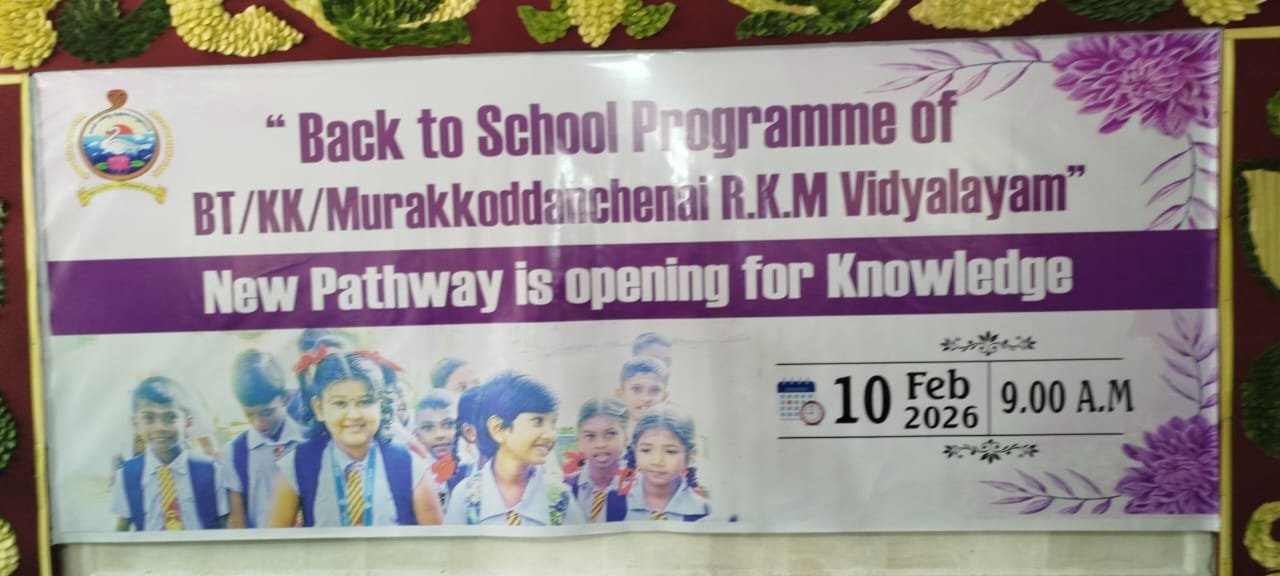 “ Back to School Programme of
BT/KK/Murakkoddanchenai R.K.M Vidyalayam”
New Pathway is opening for Knowledge
10 Feb 2026 9.00 A.M